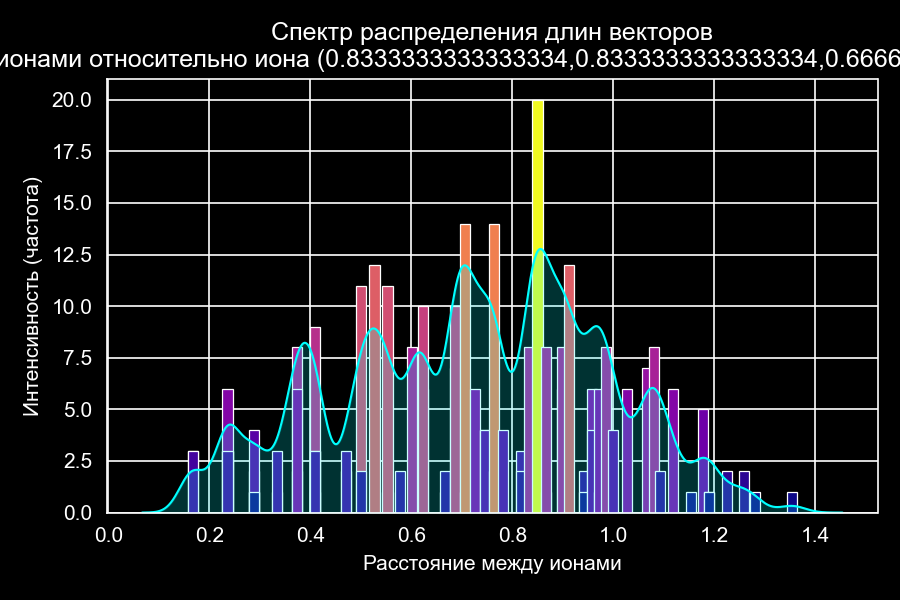 Спектр распределения длин векторов
ионами относительно иона (0.8333333333333334,0.8333333333333334,0.6666
Интенсивность (частота)
20.0
17.5
15.0
12.5
10.0
7.5
5.0
2.5
0.0
0.0 0.2 0.4 0.6 0.8 1.0 1.2 1.4
Расстояние между ионами